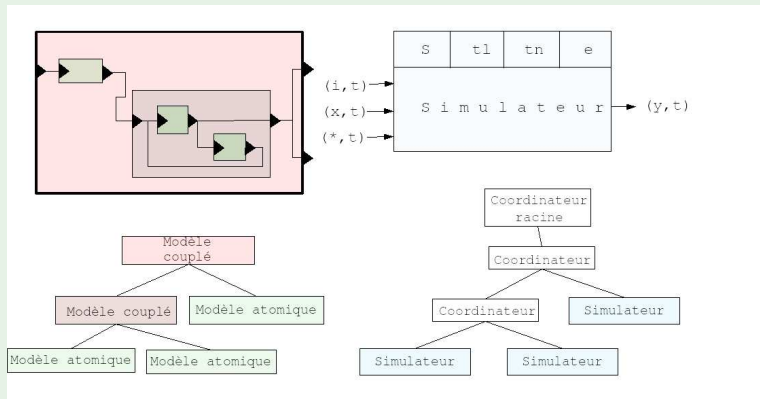 S tl tn e
(i,t)
(x,t)
(*,t)
Simulateur
(y,t)
Coordinateur
racine
Coordinateur
Coordinateur
Simulateur
Simulateur
Simulateur
Modèle
couplé
Modèle couplé
Modèle atomique
Modèle atomique
Modèle atomique